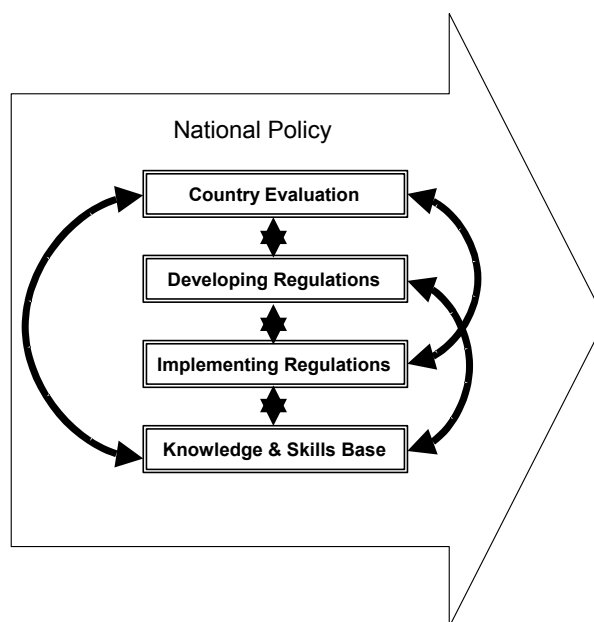 National Policy
Country Evaluation
Developing Regulations
Implementing Regulations
Knowledge & Skills Base